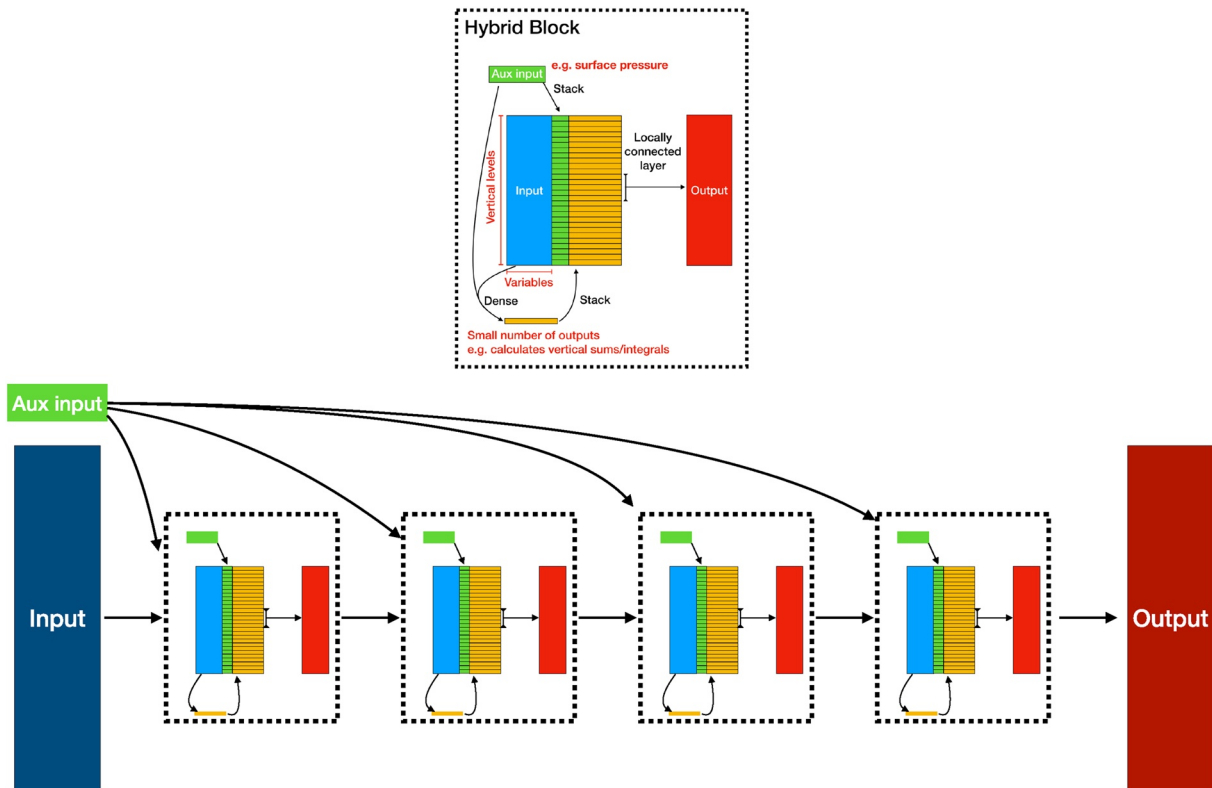 Hybrid Block
e.g. surface pressure
Aux input
Stack
Locally
connected
layer
Vertical levels
Input
Output
Variables
Dense
Stack
Small number of outputs
e.g. calculates vertical sums/integrals
Aux input
Input
Output